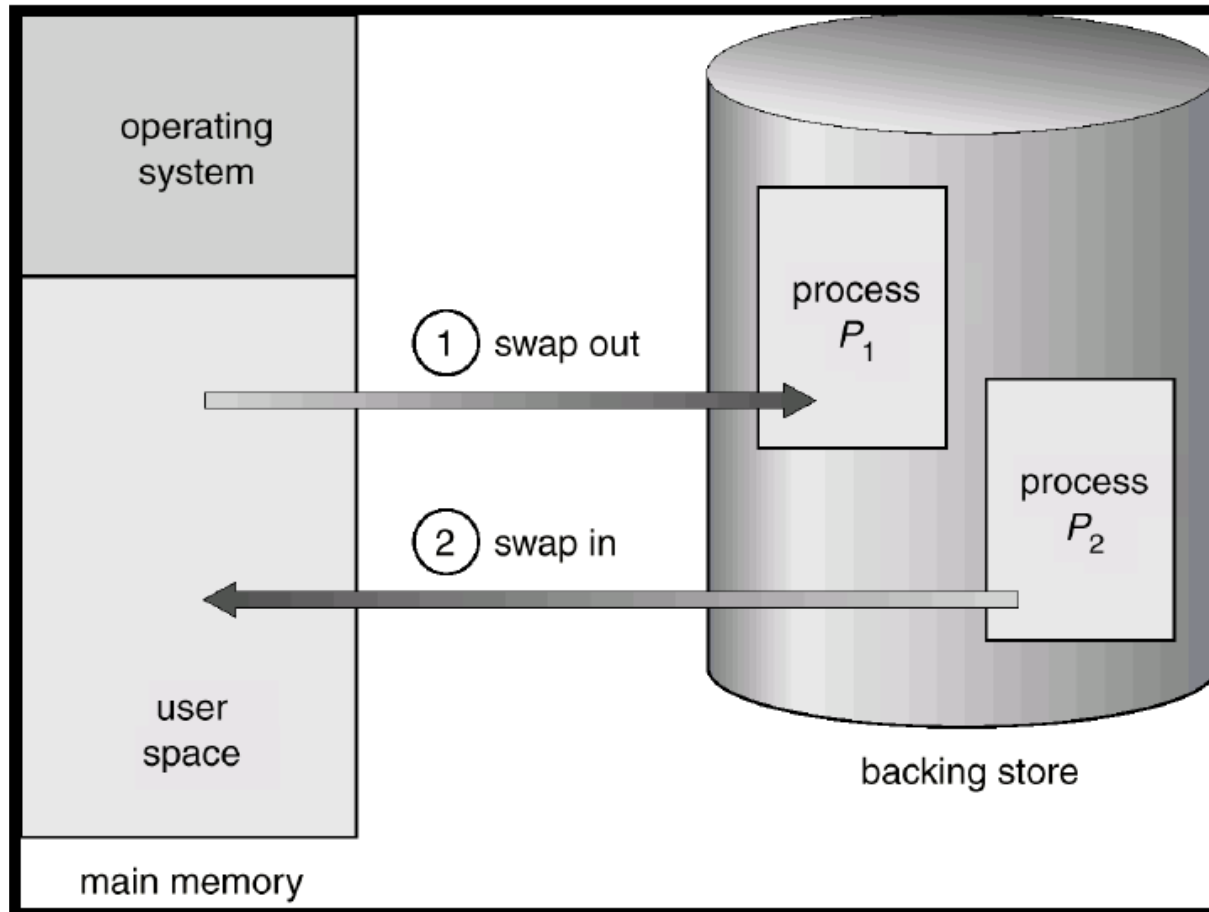 operating
system
process
P1
1 swap out
process
P2
2 swap in
user
space
backing store
main memory